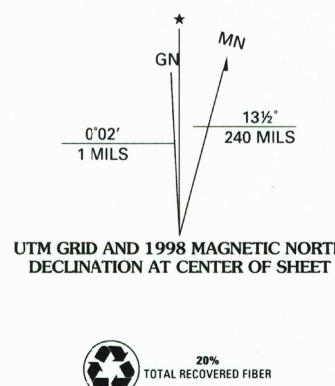 ★
MN
GN
13½°
0°02′
240 MILS
1 MILS
UTM GRID AND 1998 MAGNETIC NORT
DECLINATION AT CENTER OF SHEET
20%
TOTAL RECOVERED FIBER